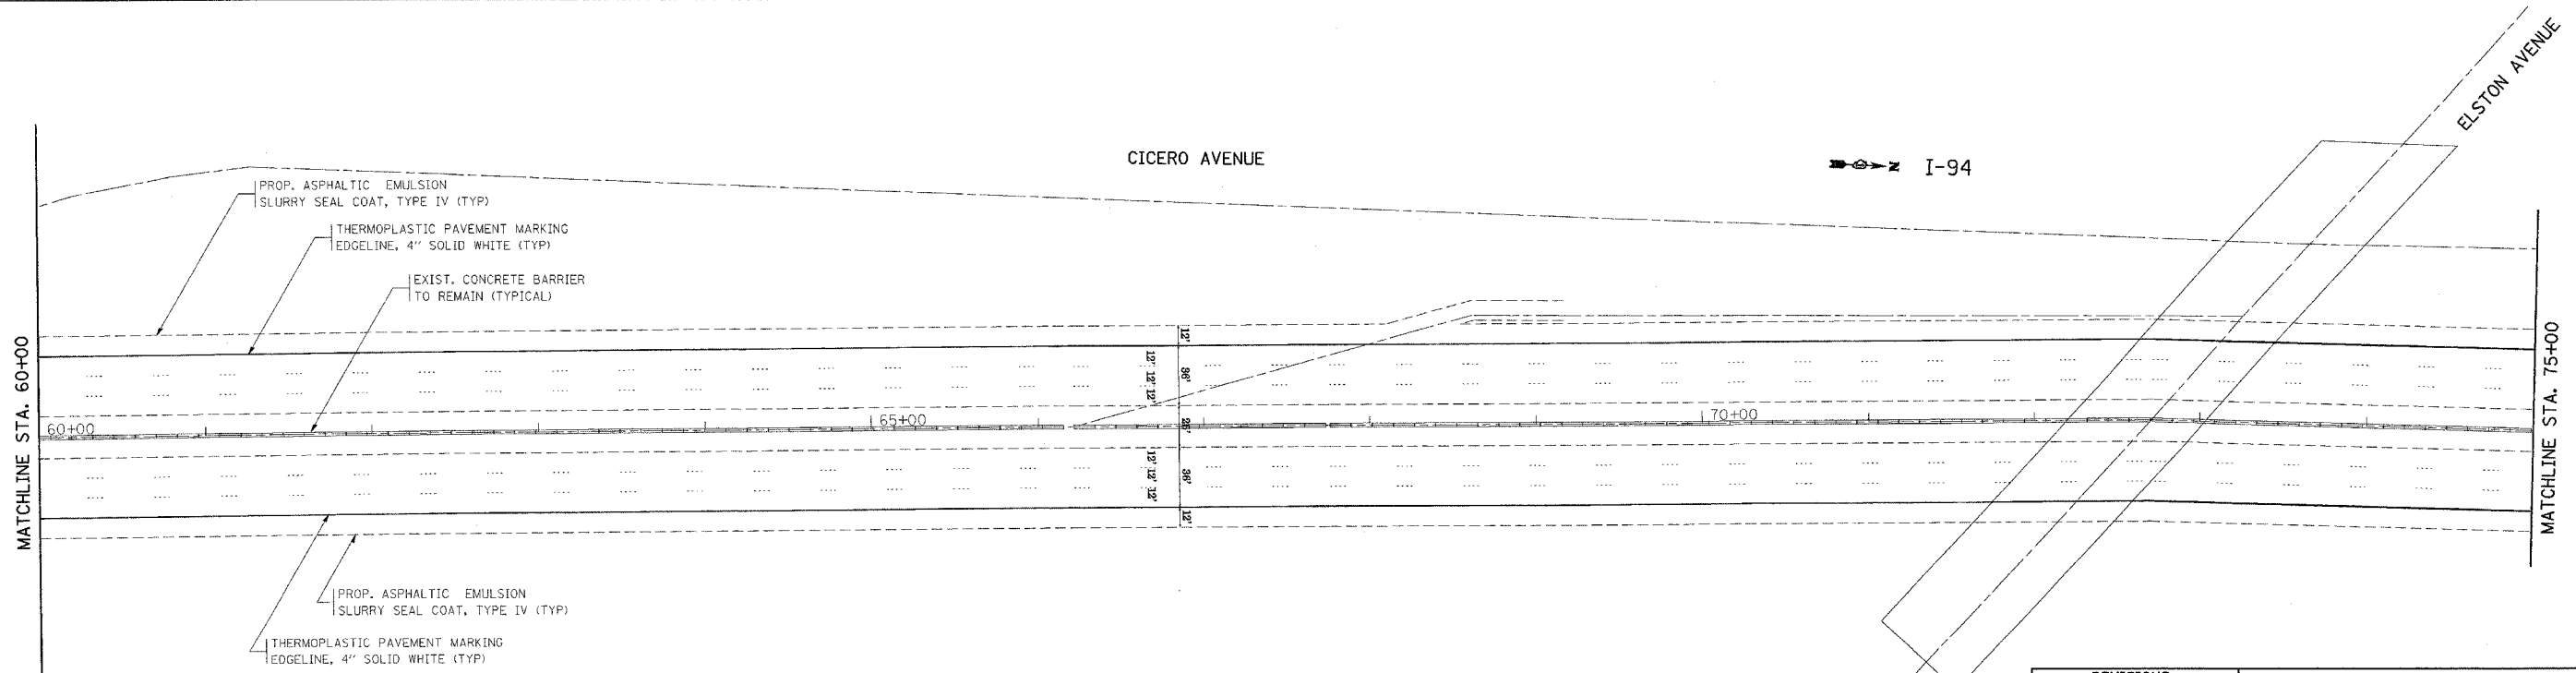 ELSTON AVENUE
CICERO AVENUE
N I-94
PROP. ASPHALTIC EMULSION
SLURRY SEAL COAT, TYPE IV (TYP)
THERMOPLASTIC PAVEMENT MARKING
EDGELINE, 4" SOLID WHITE (TYP)
EXIST. CONCRETE BARRIER
TO REMAIN (TYPICAL)
MATCHLINE STA. 60+00
MATCHLINE STA. 75+00
12'
12' 12' 12'
36'
60+00
65+00
70+00
12' 12' 12'
36'
12'
PROP. ASPHALTIC EMULSION
SLURRY SEAL COAT, TYPE IV (TYP)
THERMOPLASTIC PAVEMENT MARKING
EDGELINE, 4" SOLID WHITE (TYP)